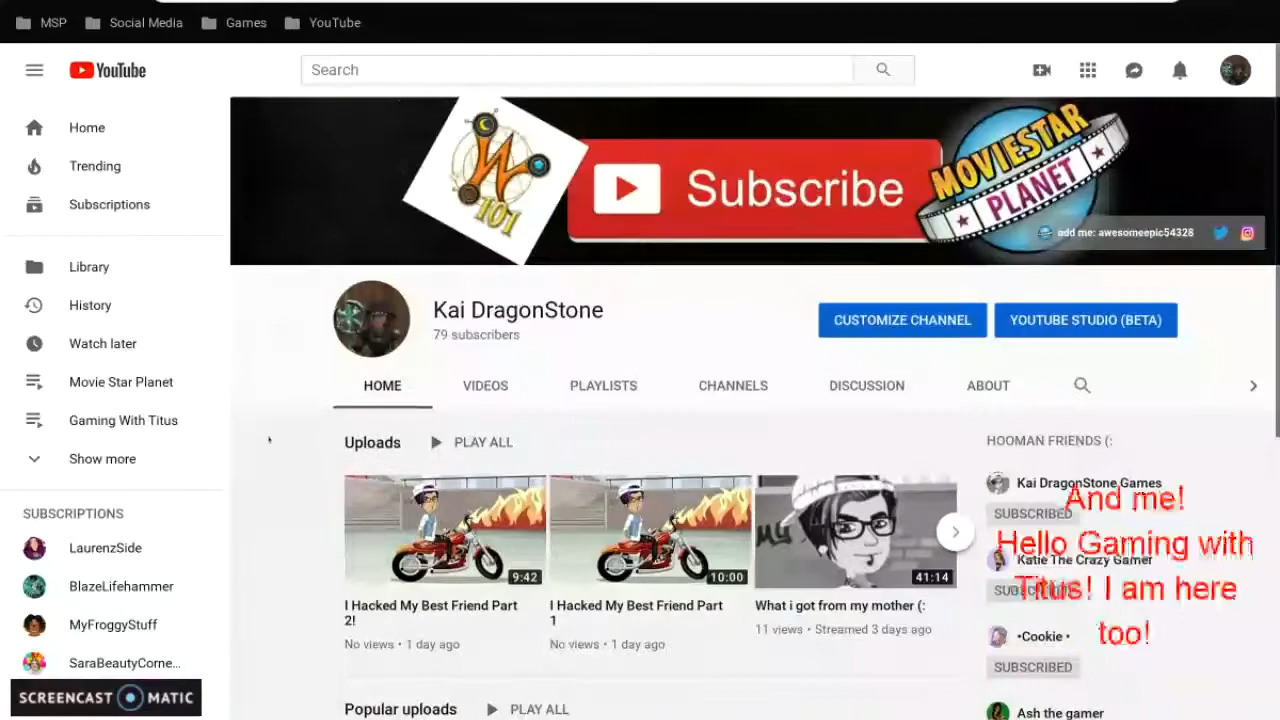 MSP Social Media Games YouTube
YouTube
Search
Home
Trending
Subscriptions
Library
History
Watch later
Movie Star Planet
Gaming With Titus
Show more
SUBSCRIPTIONS
LaurenzSide
BlazeLifehammer
MyFroggyStuff
SaraBeautyCorne...
SCREENCAST MATIC
W
101
Subscribe
MOVIESTAR
PLANET
add me: awesomeepic54328
Kai DragonStone
79 subscribers
CUSTOMIZE CHANNEL YOUTUBE STUDIO (BETA)
HOME VIDEOS PLAYLISTS CHANNELS DISCUSSION ABOUT
Uploads PLAY ALL
MY
9:42 10:00 41:14
I Hacked My Best Friend Part
2!
No views • 1 day ago
I Hacked My Best Friend Part
1
No views • 1 day ago
What i got from my mother (:
11 views • Streamed 3 days ago
Popular uploads PLAY ALL
HOOMAN FRIENDS (:
Kai DragonStone Games
SUBSCRIBED
Katie The Crazy Gamer
•Cookie •
SUBSCRIBED
Ash the gamer
And me!
Hello Gaming with
Titus! I am here
too!